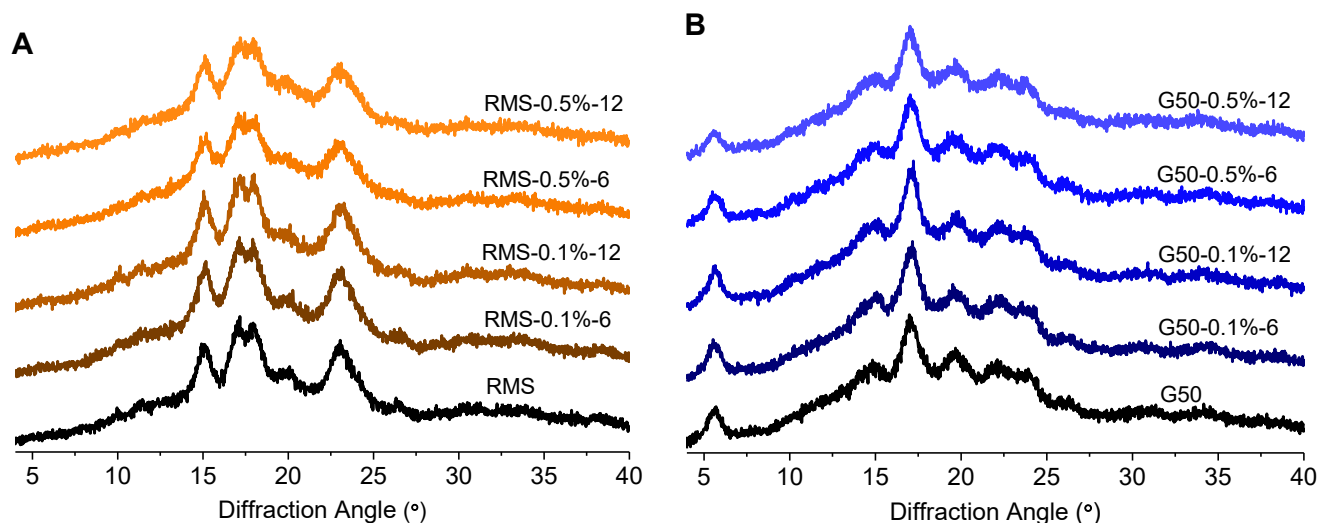 A
RMS-0.5%-12
RMS-0.5%-6
RMS-0.1%-12
RMS-0.1%-6
RMS
5 10 15 20 25 30 35 40
Diffraction Angle (°)
B
G50-0.5%-12
G50-0.5%-6
G50-0.1%-12
G50-0.1%-6
G50
5 10 15 20 25 30 35 40
Diffraction Angle (°)